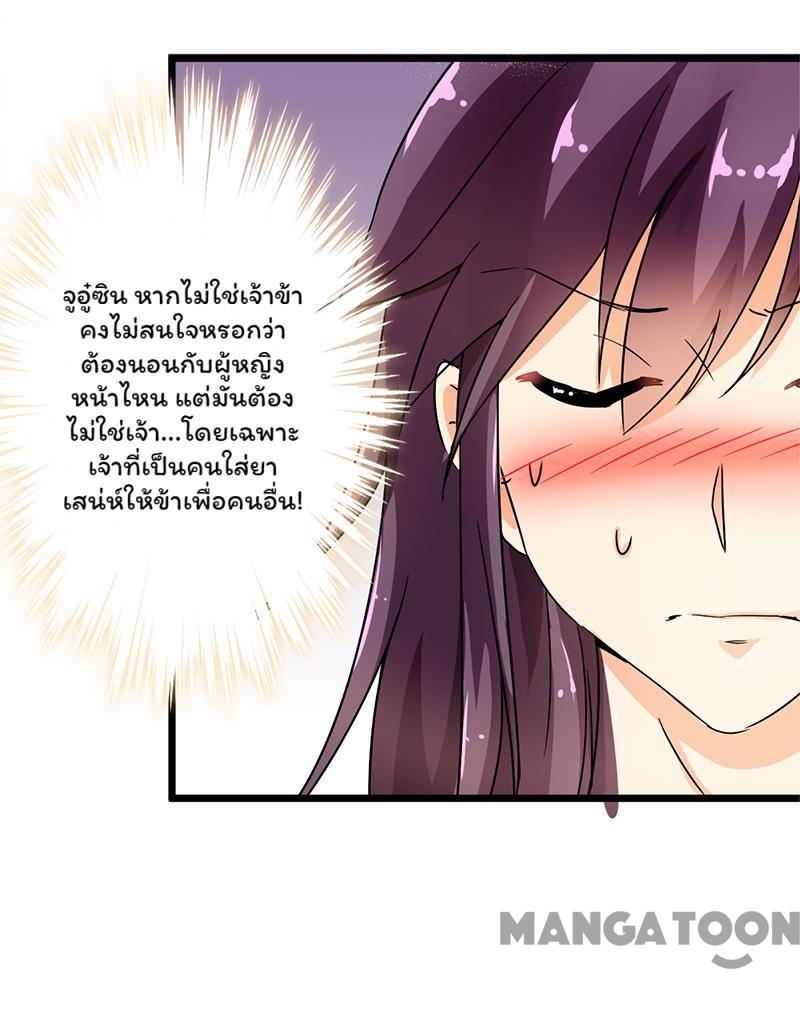 จูอู๋ซิน หากไม่ใช่เจ้าข้า
คงไม่สนใจหรอกว่า
ต้องนอนกับผู้หญิง
หน้าไหน แต่มันต้อง
ไม่ใช่เจ้า...โดยเฉพาะ
เจ้าที่เป็นคนใส่ยา
เสน่ห์ให้ข้าเพื่อคนอื่น!
MANGATOON